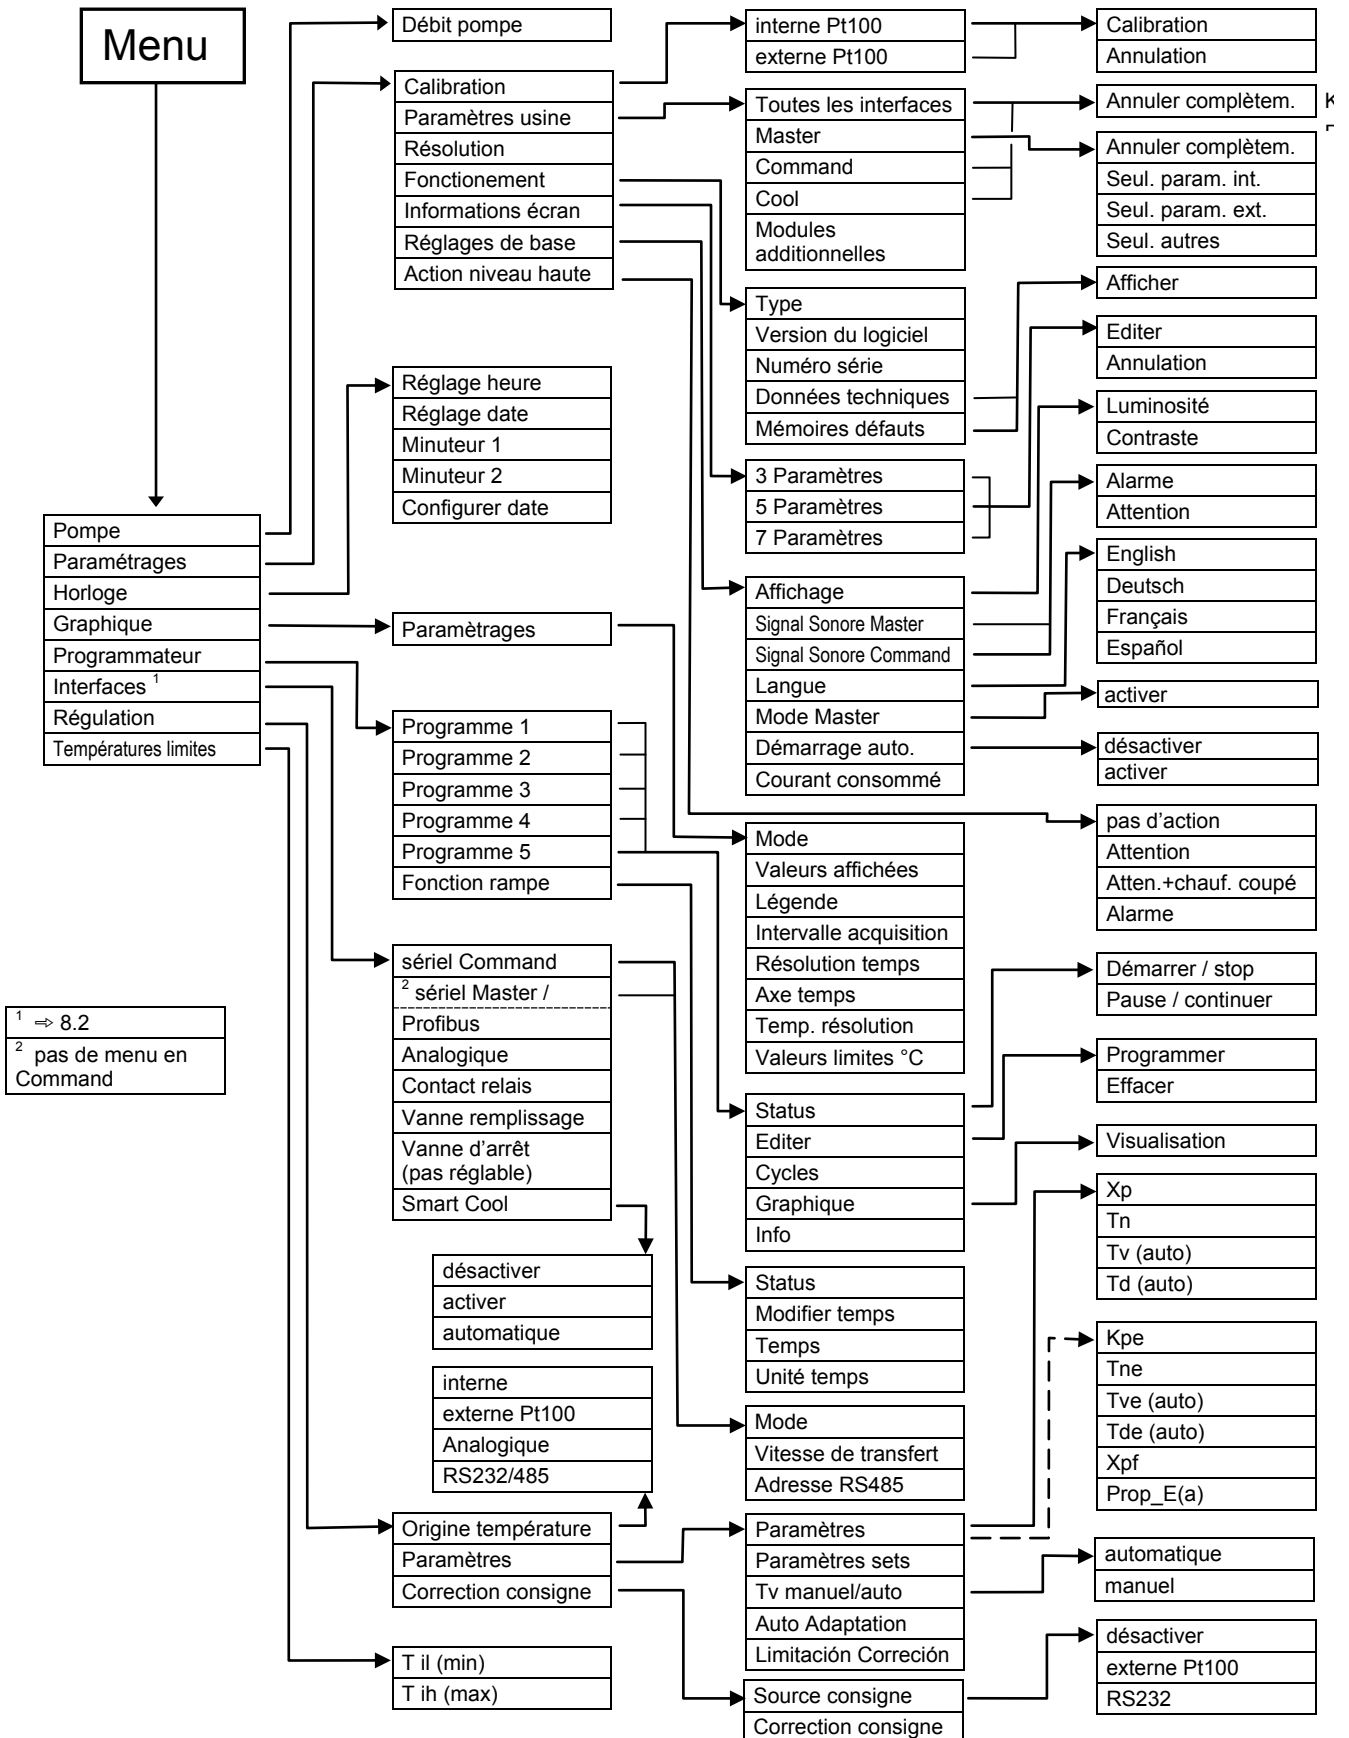 Menu
Pompe
Paramétrages
Horloge
Graphique
Programmateur
Interfaces 1
Régulation
Températures limites
1 ⇨ 8.2
2 pas de menu en
Command
Débit pompe
Calibration
Paramètres usine
Résolution
Fonctionement
Informations écran
Réglages de base
Action niveau haute
Réglage heure
Réglage date
Minuteur 1
Minuteur 2
Configurer date
Paramètrages
Programme 1
Programme 2
Programme 3
Programme 4
Programme 5
Fonction rampe
sériel Command
2 sériel Master /
Profibus
Analogique
Contact relais
Vanne remplissage
Vanne d'arrêt
(pas réglable)
Smart Cool
désactiver
activer
automatique
interne
externe Pt100
Analogique
RS232/485
Origine température
Paramètres
Correction consigne
T il (min)
T ih (max)
interne Pt100
externe Pt100
Toutes les interfaces
Master
Command
Cool
Modules
additionnelles
Type
Version du logiciel
Numéro série
Données techniques
Mémoires défauts
3 Paramètres
5 Paramètres
7 Paramètres
Affichage
Signal Sonore Master
Signal Sonore Command
Langue
Mode Master
Démarrage auto.
Courant consommé
Mode
Valeurs affichées
Légende
Intervalle acquisition
Résolution temps
Axe temps
Temp. résolution
Valeurs limites °C
Status
Editer
Cycles
Graphique
Info
Status
Modifier temps
Temps
Unité temps
Mode
Vitesse de transfert
Adresse RS485
Paramètres
Paramètres sets
Tv manuel/auto
Auto Adaptation
Limitación Correción
Source consigne
Correction consigne
Calibration
Annulation
Annuler complètem.
Annuler complètem.
Seul. param. int.
Seul. param. ext.
Seul. autres
Afficher
Editer
Annulation
Luminosité
Contraste
Alarme
Attention
English
Deutsch
Français
Español
activer
désactiver
activer
pas d'action
Attention
Atten.+chauf. coupé
Alarme
Démarrer / stop
Pause / continuer
Programmer
Effacer
Visualisation
Xp
Tn
Tv (auto)
Td (auto)
Kpe
Tne
Tve (auto)
Tde (auto)
Xpf
Prop_E(a)
automatique
manuel
désactiver
externe Pt100
RS232